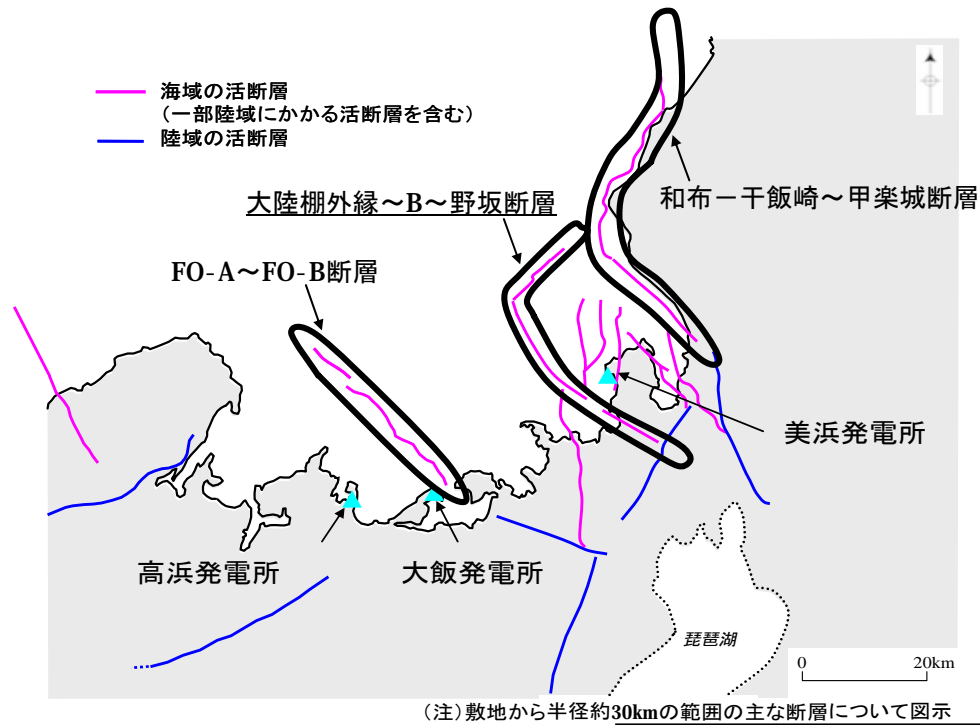 海域の活断層
(一部陸域にかかる活断層を含む)
陸域の活断層
大陸棚外縁～B～野坂断層
和布－干飯崎～甲楽城断層
FO-A～FO-B断層
美浜発電所
高浜発電所
大飯発電所
琵琶湖
0 20km
(注)敷地から半径約30kmの範囲の主な断層について図示